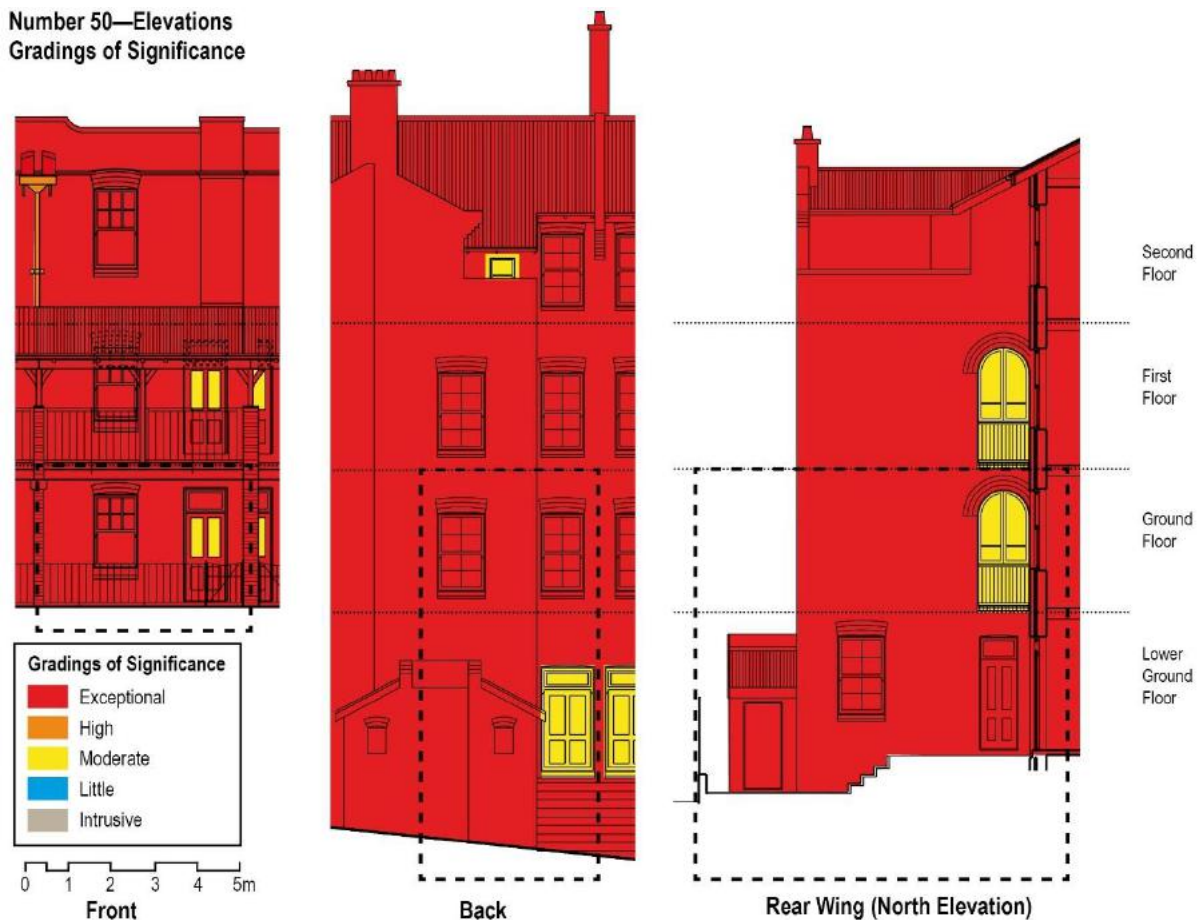 Number 50—Elevations
Gradings of Significance
Second
Floor
First
Floor
Ground
Floor
Lower
Ground
Floor
Gradings of Significance
Exceptional
High
Moderate
Little
Intrusive
0 1 2 3 4 5m
Front
Back
Rear Wing (North Elevation)